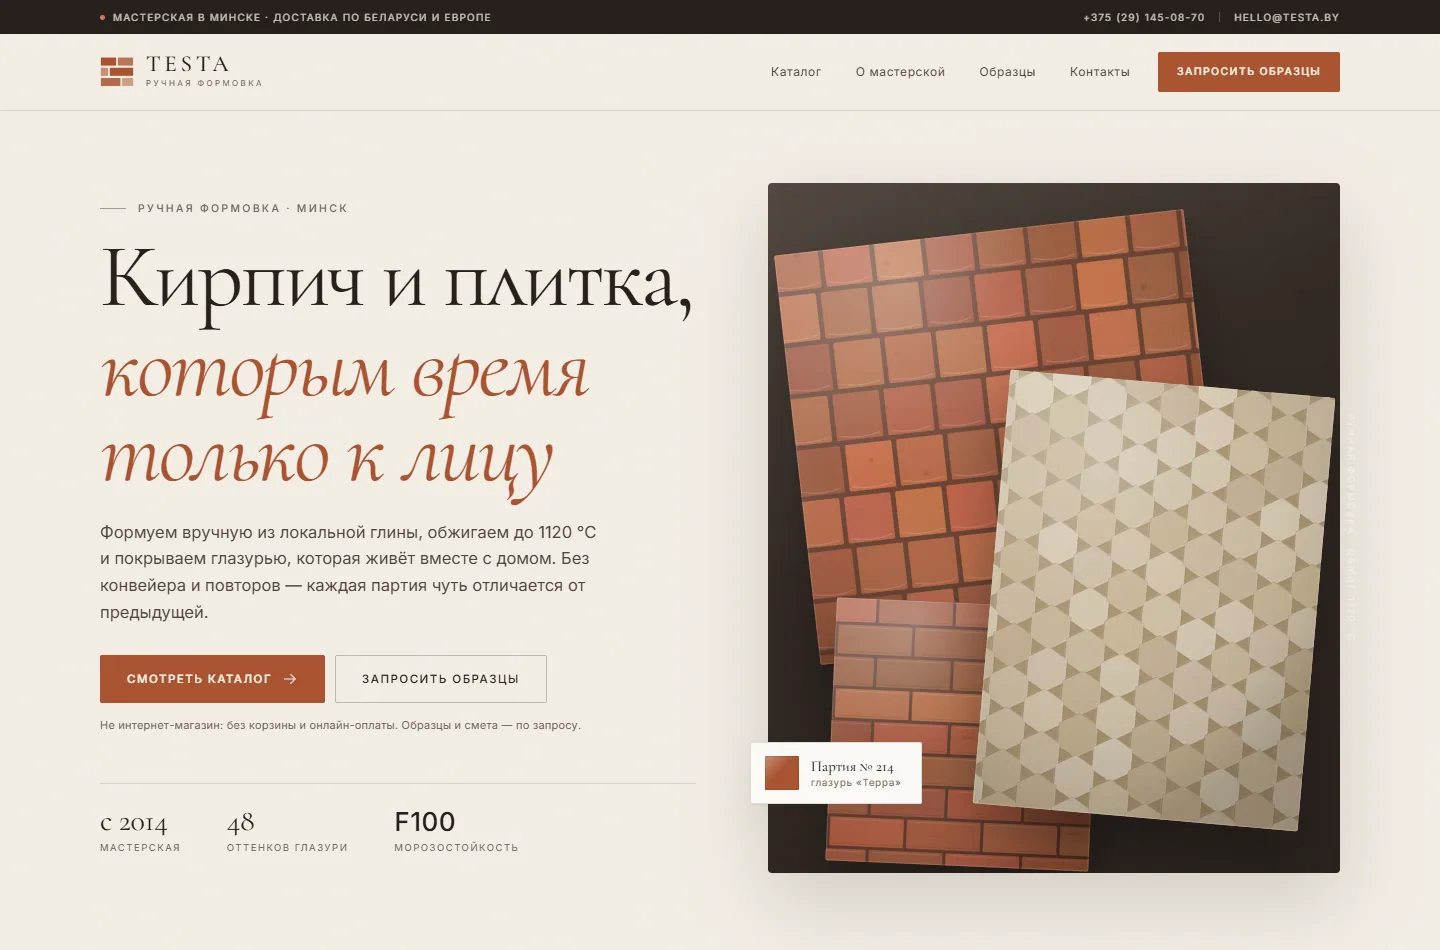 МАСТЕРСКАЯ В МИНСКЕ · ДОСТАВКА ПО БЕЛАРУСИ И ЕВРОПЕ
+375 (29) 145-08-70
HELLO@TESTA.BY
TESTA
РУЧНАЯ ФОРМОВКА
Каталог
О мастерской
Образцы
Контакты
ЗАПРОСИТЬ ОБРАЗЦЫ
РУЧНАЯ ФОРМОВКА · МИНСК
Кирпич и плитка,
которым время
только к лицу
Формуем вручную из локальной глины, обжигаем до 1120 °C
и покрываем глазурью, которая живёт вместе с домом. Без
конвейера и повторов — каждая партия чуть отличается от
предыдущей.
СМОТРЕТЬ КАТАЛОГ →
ЗАПРОСИТЬ ОБРАЗЦЫ
Не интернет-магазин: без корзины и онлайн-оплаты. Образцы и смета — по запросу.
с 2014
МАСТЕРСКАЯ
48
ОТТЕНКОВ ГЛАЗУРИ
F100
МОРОЗОСТОЙКОСТЬ
Партия № 214
глазурь «Терра»